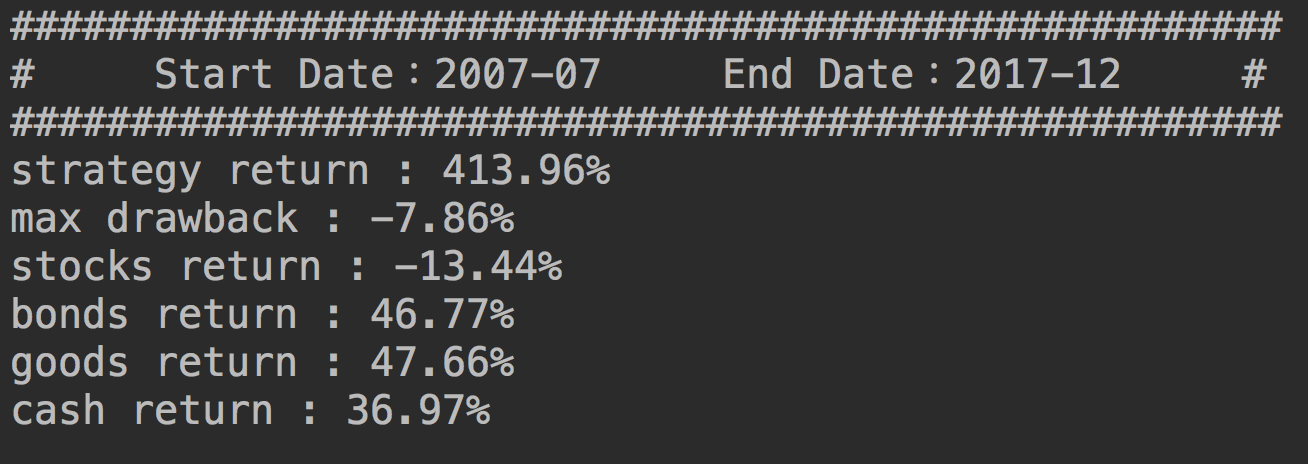 #####################################################
#     Start Date：2007-07     End Date：2017-12     #
#####################################################
strategy return : 413.96%
max drawback : -7.86%
stocks return : -13.44%
bonds return : 46.77%
goods return : 47.66%
cash return : 36.97%